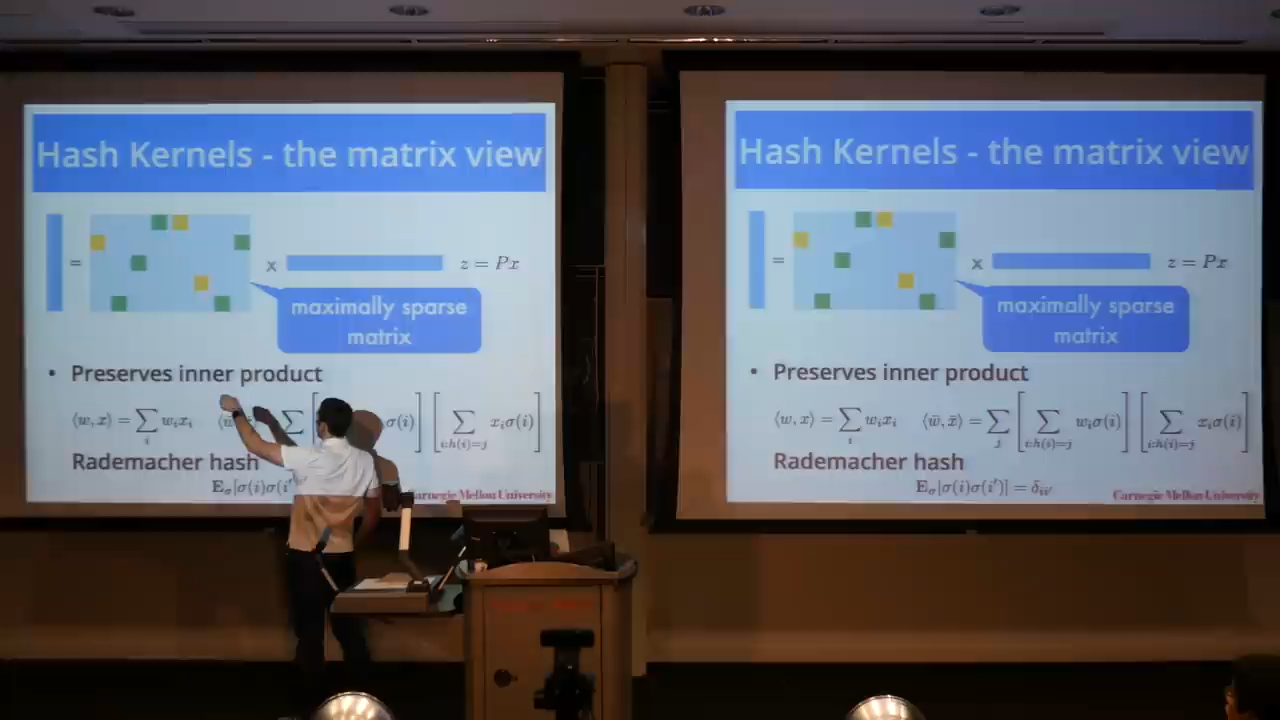 Hash Kernels - the matrix view
= x z = Px
maximally sparse
matrix
• Preserves inner product
⟨w, x⟩ = ∑ᵢ wᵢxᵢ ⟨w̄ ∑ [ σ(i)] [∑_{i:h(i)=j} xᵢσ(i)]
Rademacher hash
E_σ[σ(i)σ(i′
Carnegie Mellon University
Hash Kernels - the matrix view
= x z = Px
maximally sparse
matrix
• Preserves inner product
⟨w, x⟩ = ∑ᵢ wᵢxᵢ ⟨w̄, x̄⟩ = ∑ⱼ [∑_{i:h(i)=j} wᵢσ(i)] [∑_{i:h(i)=j} xᵢσ(i)]
Rademacher hash
E_σ[σ(i)σ(i′)] = δ_{ii′}
Carnegie Mellon University